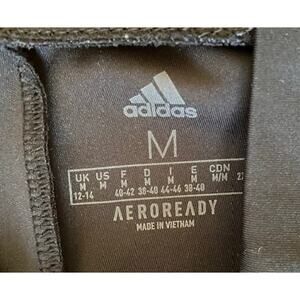 adidas
M
UK US F D I E CDN
M M M M M M M/M
12-14 40-42 38-40 44-46 38-40
AEROREADY
MADE IN VIETNAM